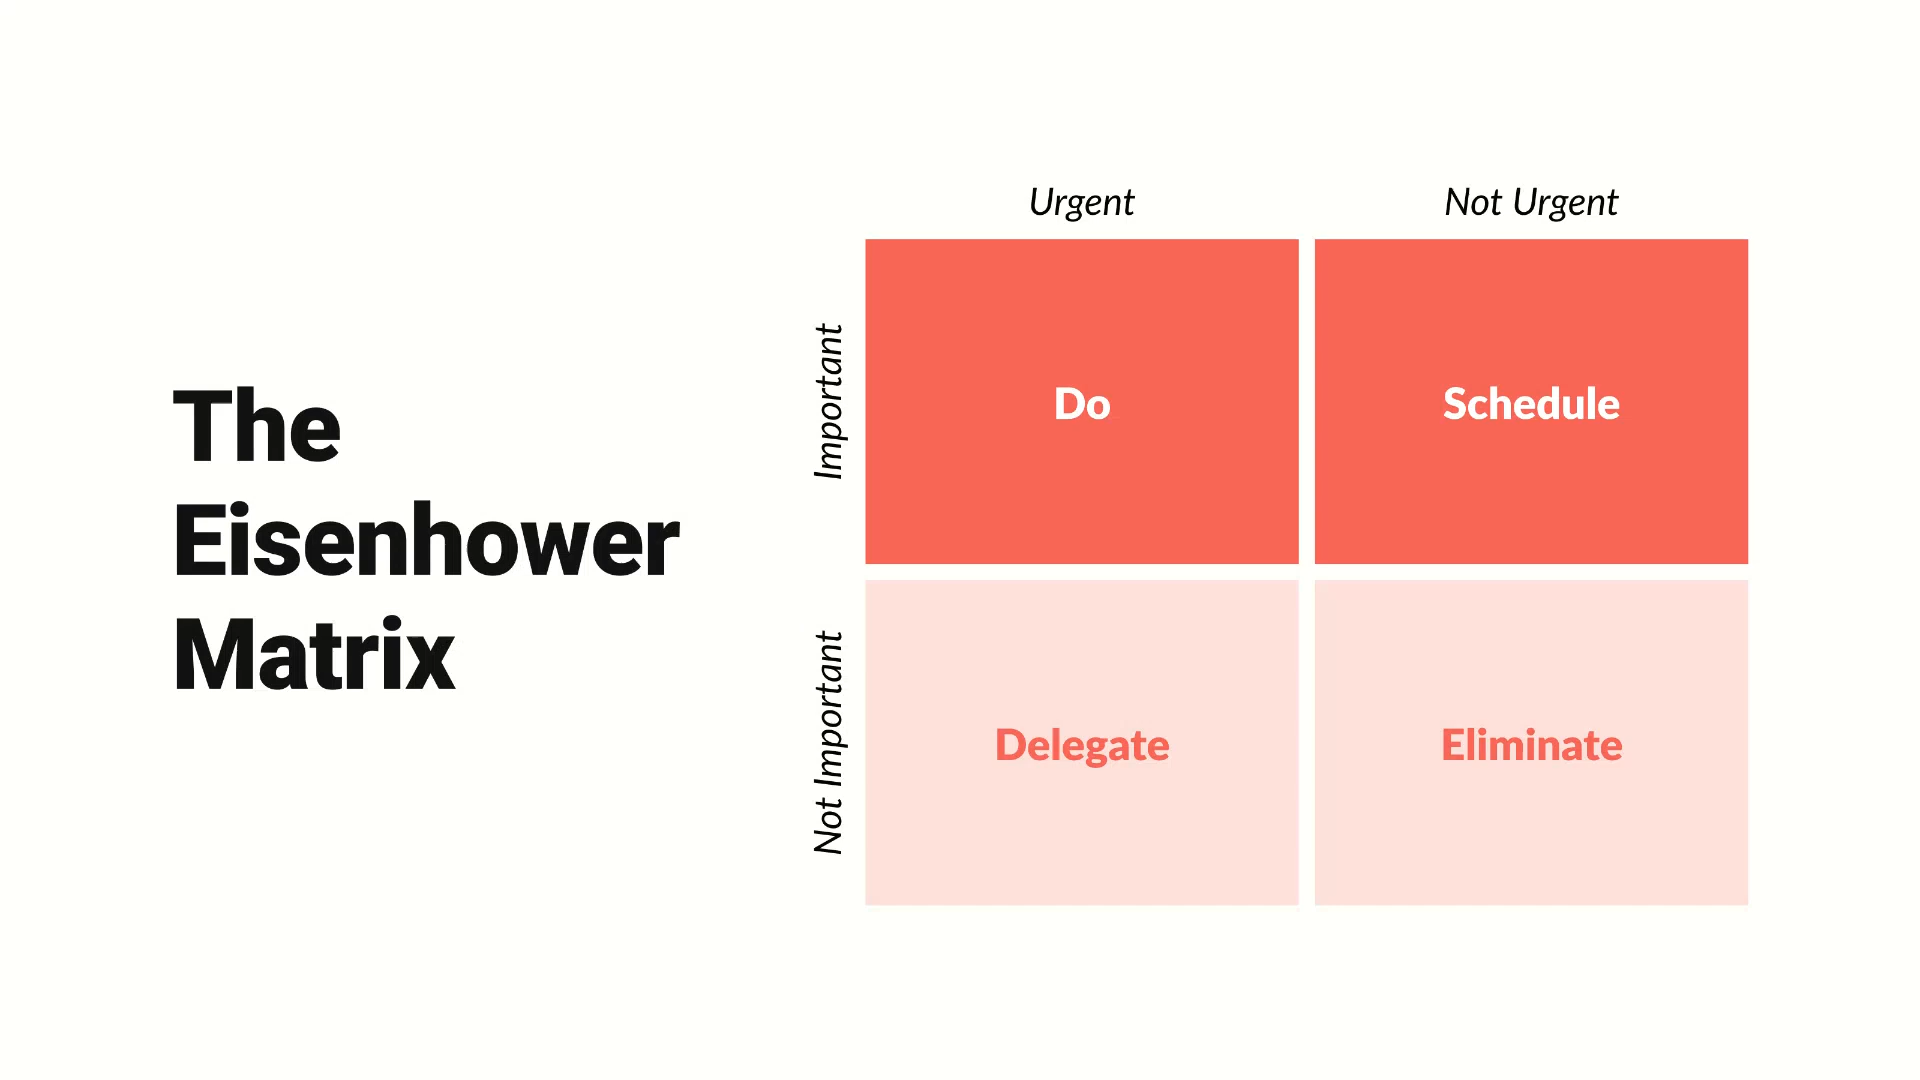 The
Eisenhower
Matrix
Urgent
Not Urgent
Important
Do
Schedule
Not Important
Delegate
Eliminate